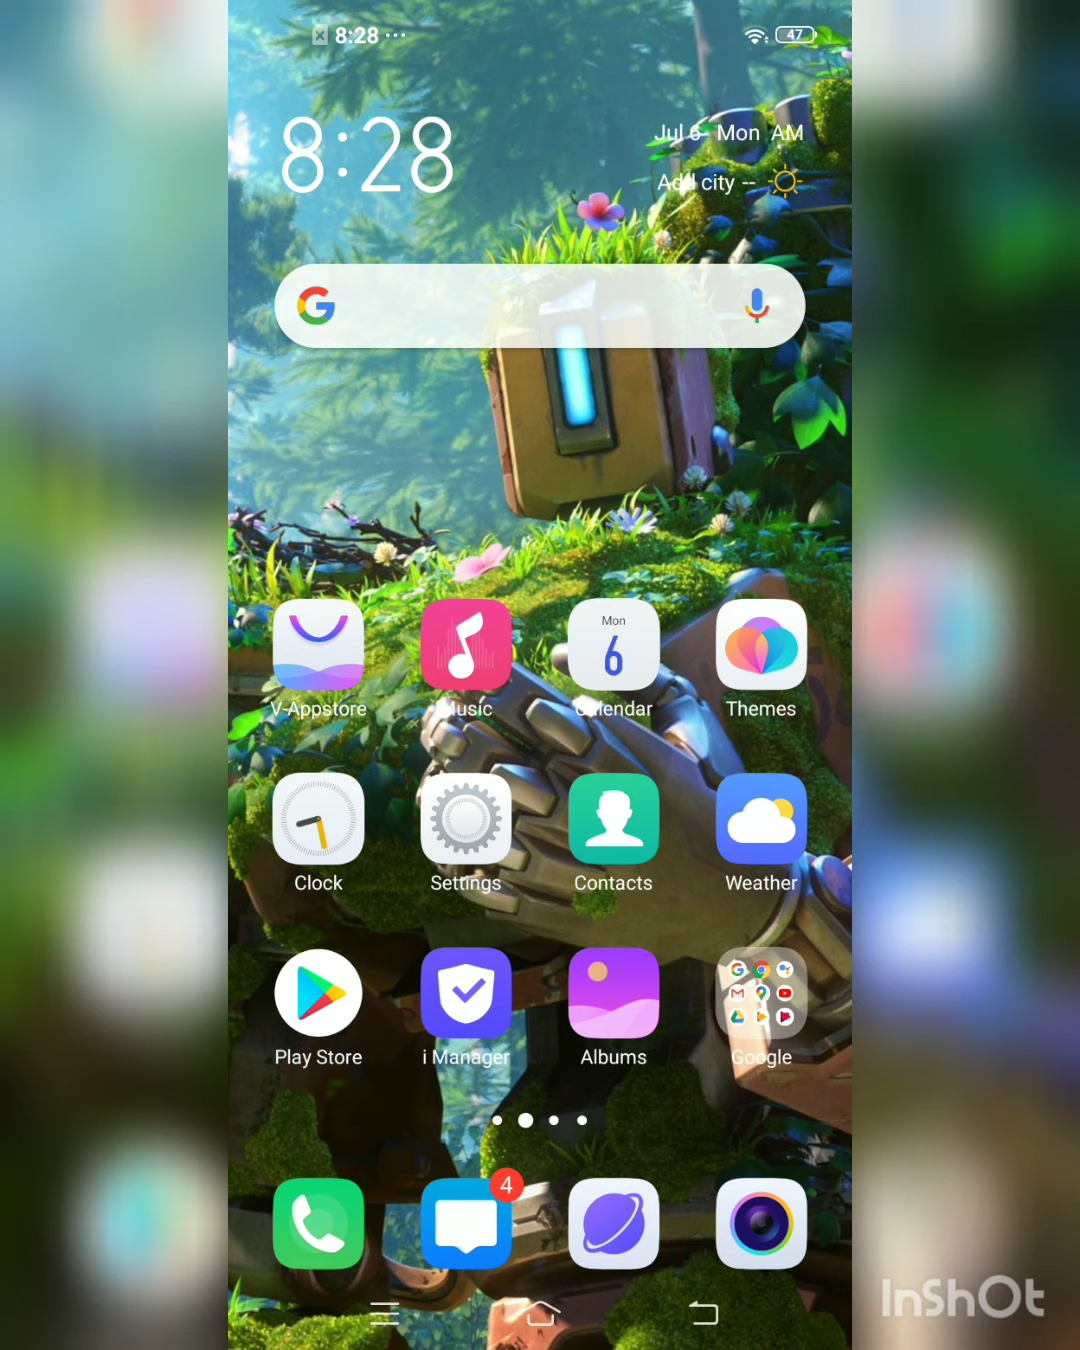 8:28 ...
47
8:28
Jul 6 Mon AM
Add city --
Mon
6
V-Appstore
Music
Calendar
Themes
Clock
Settings
Contacts
Weather
Play Store
i Manager
Albums
Google
4
InShOt